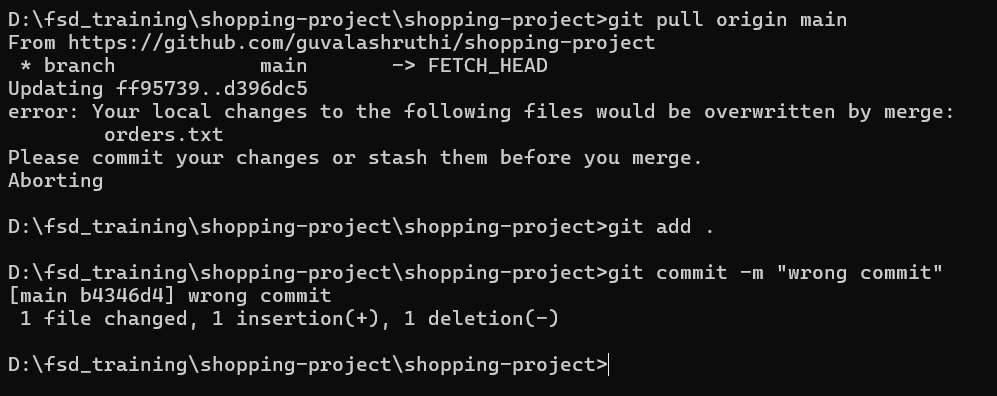 D:\fsd_training\shopping-project\shopping-project>git pull origin main
From https://github.com/guvalashruthi/shopping-project
 * branch            main       -> FETCH_HEAD
Updating ff95739..d396dc5
error: Your local changes to the following files would be overwritten by merge:
        orders.txt
Please commit your changes or stash them before you merge.
Aborting
D:\fsd_training\shopping-project\shopping-project>git add .
D:\fsd_training\shopping-project\shopping-project>git commit -m "wrong commit"
[main b4346d4] wrong commit
 1 file changed, 1 insertion(+), 1 deletion(-)
D:\fsd_training\shopping-project\shopping-project>